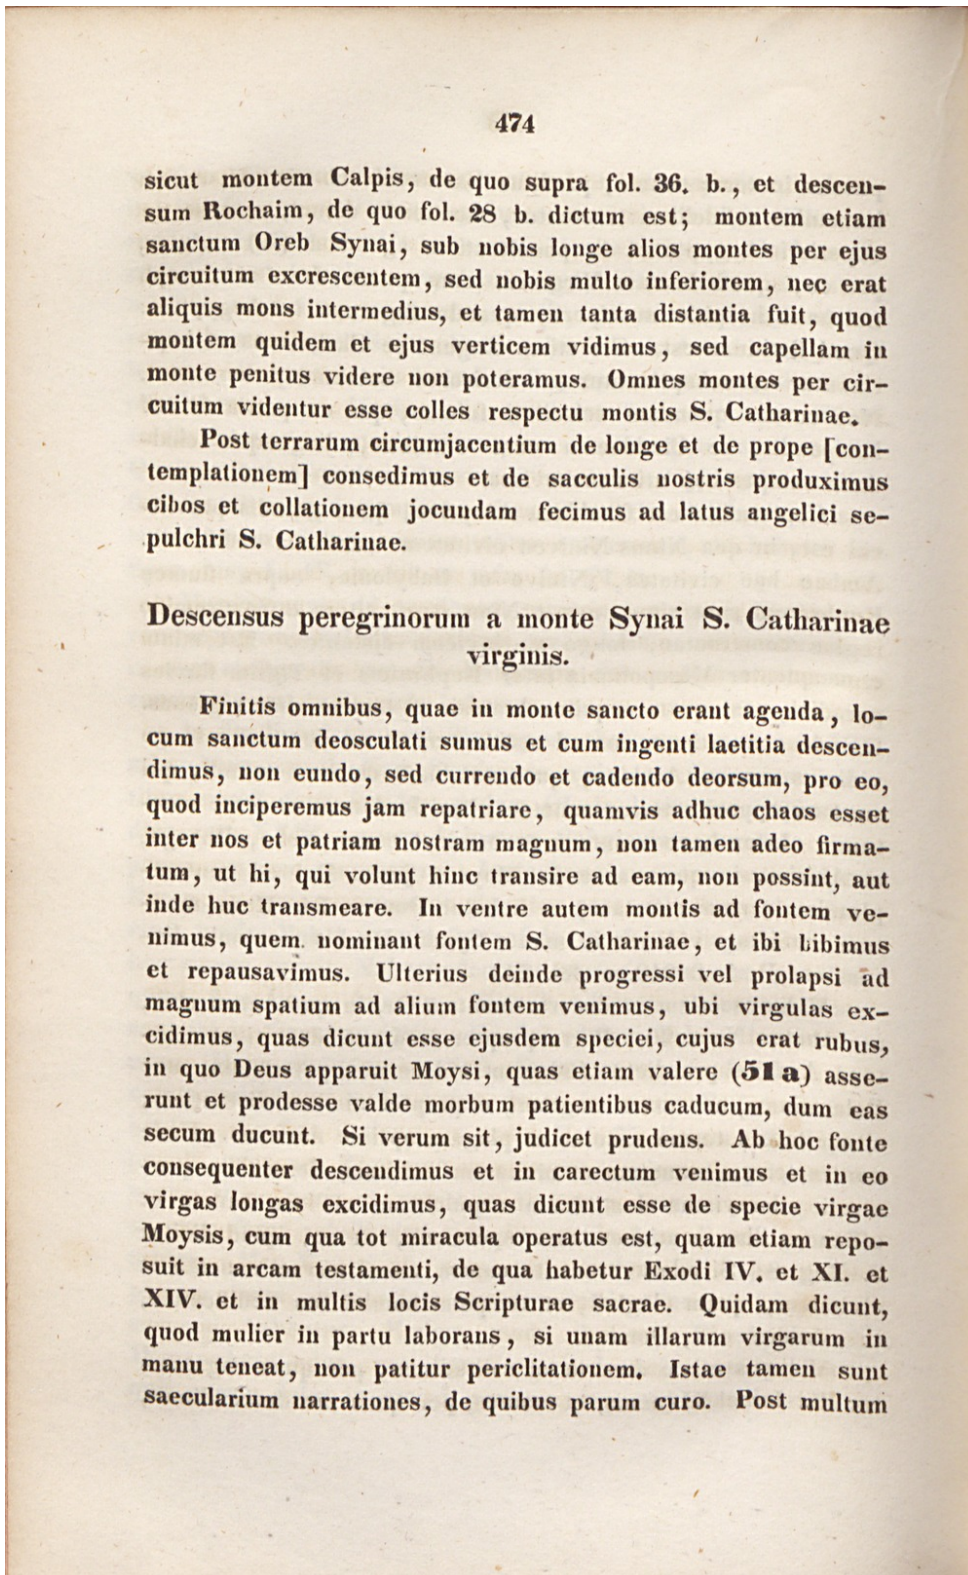 474
sicut montem Calpis, de quo supra fol. 36. b., et descen-
sum Rochaim, de quo fol. 28 b. dictum est; montem etiam
sanctum Oreb Synai, sub nobis longe alios montes per ejus
circuitum excrescentem, sed nobis multo inferiorem, nec erat
aliquis mons intermedius, et tamen tanta distantia fuit, quod
montem quidem et ejus verticem vidimus, sed capellam in
monte penitus videre non poteramus. Omnes montes per cir-
cuitum videntur esse colles respectu montis S. Catharinae.
Post terrarum circumjacentium de longe et de prope [con-
templationem] consedimus et de sacculis nostris produximus
cibos et collationem jocundam fecimus ad latus angelici se-
pulchri S. Catharinae.
Descensus peregrinorum a monte Synai S. Catharinae
virginis.
Finitis omnibus, quae in monte sancto erant agenda, lo-
cum sanctum deosculati sumus et cum ingenti laetitia descen-
dimus, non eundo, sed currendo et cadendo deorsum, pro eo,
quod inciperemus jam repatriare, quamvis adhuc chaos esset
inter nos et patriam nostram magnum, non tamen adeo firma-
tum, ut hi, qui volunt hinc transire ad eam, non possint, aut
inde huc transmeare. In ventre autem montis ad fontem ve-
nimus, quem nominant fontem S. Catharinae, et ibi bibimus
et repausavimus. Ulterius deinde progressi vel prolapsi ad
magnum spatium ad alium fontem venimus, ubi virgulas ex-
cidimus, quas dicunt esse ejusdem speciei, cujus erat rubus,
in quo Deus apparuit Moysi, quas etiam valere (51 a) asse-
runt et prodesse valde morbum patientibus caducum, dum eas
secum ducunt. Si verum sit, judicet prudens. Ab hoc fonte
consequenter descendimus et in carectum venimus et in eo
virgas longas excidimus, quas dicunt esse de specie virgae
Moysis, cum qua tot miracula operatus est, quam etiam repo-
suit in arcam testamenti, de qua habetur Exodi IV. et XI. et
XIV. et in multis locis Scripturae sacrae. Quidam dicunt,
quod mulier in partu laborans, si unam illarum virgarum in
manu teneat, non patitur periclitationem. Istae tamen sunt
saecularium narrationes, de quibus parum curo. Post multum